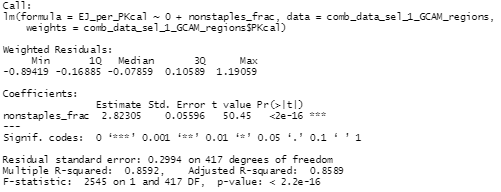 Call:
lm(formula = EJ_per_PKcal ~ 0 + nonstaples_frac, data = comb_data_sel_1_GCAM_regions,
    weights = comb_data_sel_1_GCAM_regions$PKcal)
Weighted Residuals:
     Min       1Q   Median       3Q      Max
-0.89419 -0.16885 -0.07859  0.10589  1.19059
Coefficients:
                Estimate Std. Error t value Pr(>|t|)
nonstaples_frac  2.82305    0.05596   50.45   <2e-16 ***
---
Signif. codes:  0 ‘***’ 0.001 ‘**’ 0.01 ‘*’ 0.05 ‘.’ 0.1 ‘ ’ 1
Residual standard error: 0.2994 on 417 degrees of freedom
Multiple R-squared:  0.8592,    Adjusted R-squared:  0.8589
F-statistic:  2545 on 1 and 417 DF,  p-value: < 2.2e-16